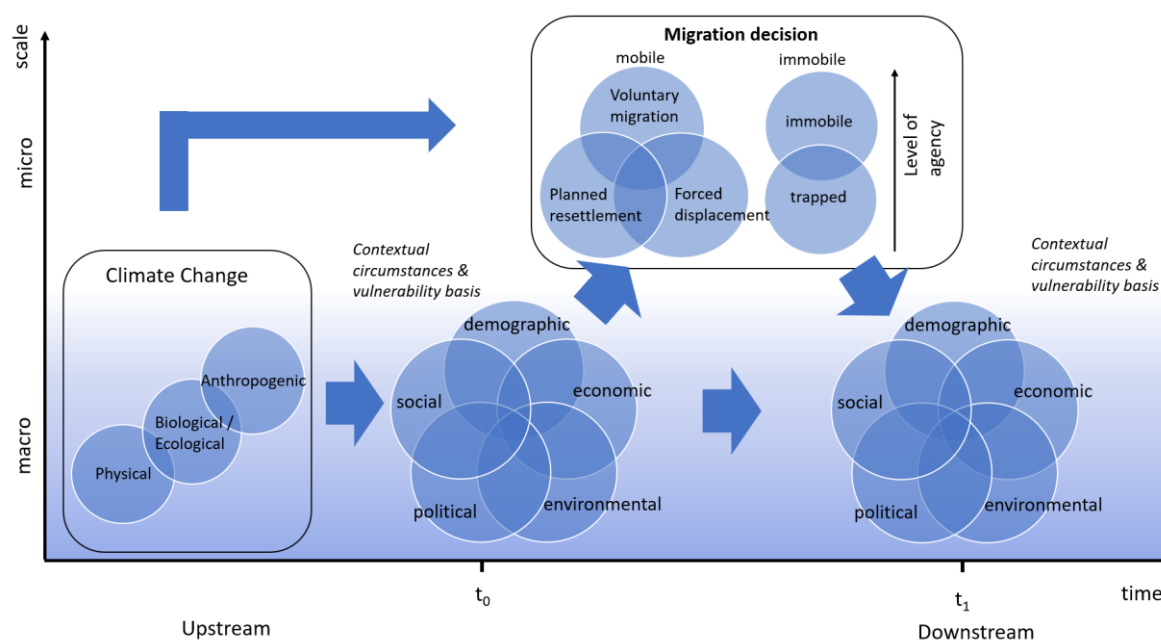 scale
micro
macro
Migration decision
mobile
immobile
Voluntary
migration
Planned
resettlement
Forced
displacement
immobile
trapped
Level of
agency
Climate Change
Anthropogenic
Biological /
Ecological
Physical
Contextual
circumstances &
vulnerability basis
demographic
social
economic
political
environmental
Contextual
circumstances &
vulnerability basis
demographic
social
economic
political
environmental
t₀
t₁
time
Upstream
Downstream